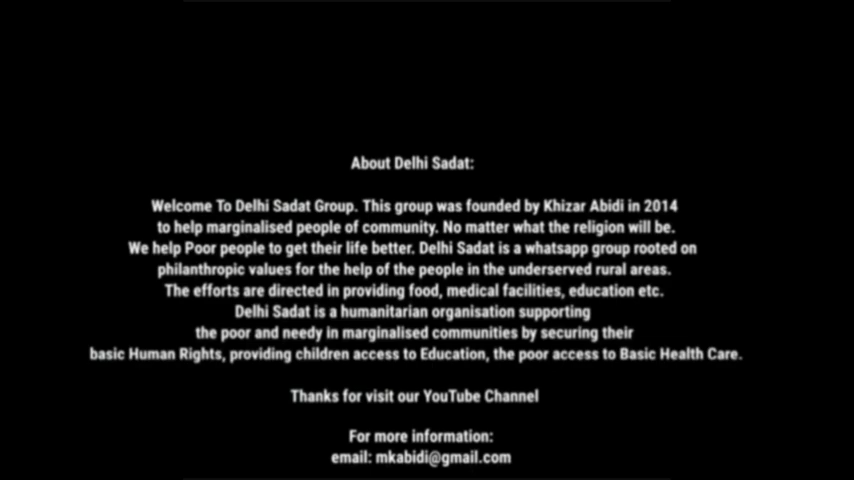 About Delhi Sadat:
Welcome To Delhi Sadat Group. This group was founded by Khizar Abidi in 2014
to help marginalised people of community. No matter what the religion will be.
We help Poor people to get their life better. Delhi Sadat is a whatsapp group rooted on
philanthropic values for the help of the people in the underserved rural areas.
The efforts are directed in providing food, medical facilities, education etc.
Delhi Sadat is a humanitarian organisation supporting
the poor and needy in marginalised communities by securing their
basic Human Rights, providing children access to Education, the poor access to Basic Health Care.
Thanks for visit our YouTube Channel
For more information:
email: mkabidi@gmail.com